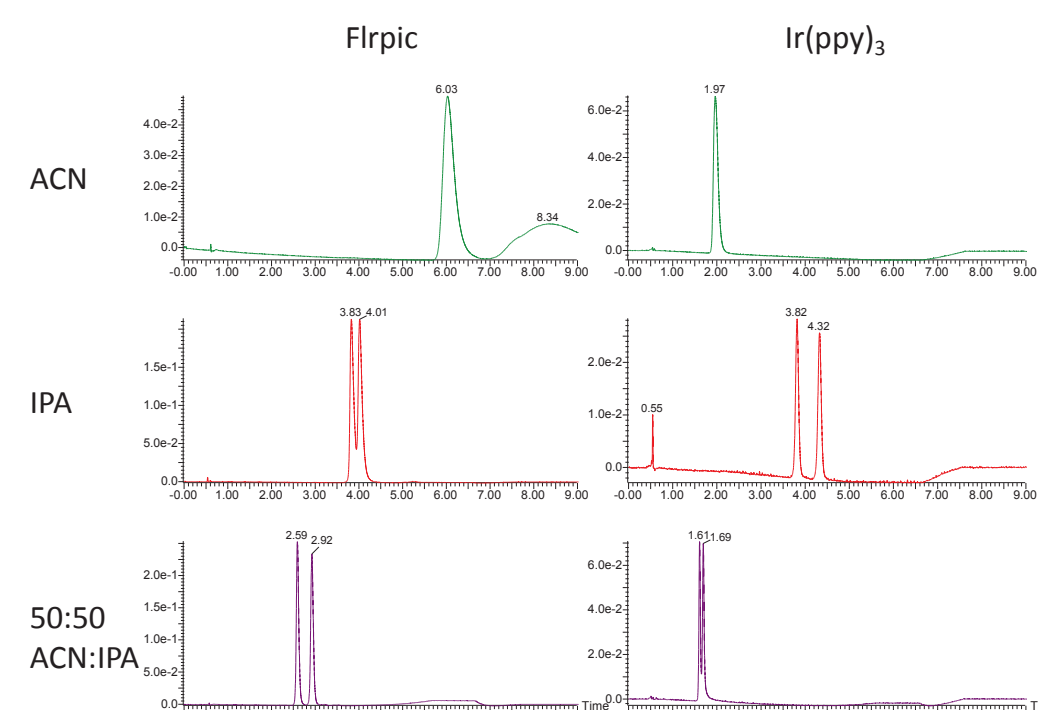 FIrpic
Ir(ppy)3
ACN
6.03
8.34
4.0e-2
3.0e-2
2.0e-2
1.0e-2
0.0
-0.00 1.00 2.00 3.00 4.00 5.00 6.00 7.00 8.00 9.00
1.97
6.0e-2
4.0e-2
2.0e-2
0.0
-0.00 1.00 2.00 3.00 4.00 5.00 6.00 7.00 8.00 9.00
IPA
3.83 4.01
1.5e-1
1.0e-1
5.0e-2
0.0
-0.00 1.00 2.00 3.00 4.00 5.00 6.00 7.00 8.00 9.00
3.82
4.32
0.55
2.0e-2
1.0e-2
0.0
-0.00 1.00 2.00 3.00 4.00 5.00 6.00 7.00 8.00 9.00
50:50
ACN:IPA
2.59 2.92
2.0e-1
1.5e-1
1.0e-1
5.0e-2
0.0
Time
1.61 1.69
6.0e-2
4.0e-2
2.0e-2
0.0
T